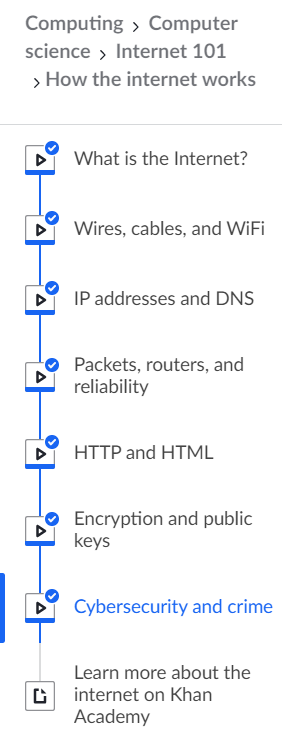 Computing › Computer
science › Internet 101
› How the internet works
What is the Internet?
Wires, cables, and WiFi
IP addresses and DNS
Packets, routers, and
reliability
HTTP and HTML
Encryption and public
keys
Cybersecurity and crime
Learn more about the
internet on Khan
Academy